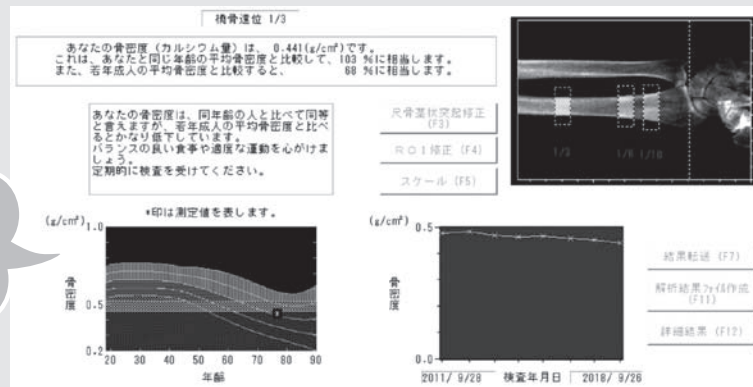 橈骨遠位 1/3
あなたの骨密度(カルシウム量)は、 0.441(g/cm²)です。
これは、あなたと同じ年齢の平均骨密度と比較して、103 %に相当します。
また、若年成人の平均骨密度と比較すると、 68 %に相当します。
あなたの骨密度は、同年齢の人と比べて同等
と言えますが、若年成人の平均骨密度と比べ
るとかなり低下しています。
バランスの良い食事や適度な運動を心がけま
しょう。
定期的に検査を受けてください。
尺骨茎状突起修正
(F3)
ROI修正 (F4)
スケール (F5)
1/3 1/6 1/10
*印は測定値を表します。
(g/cm²)
1.0
0.5
0.2
骨密度
20 30 40 50 60 70 80 90
年齢
(g/cm²)
0.5
0.0
骨密度
2011/ 9/28 検査年月日 2018/ 9/26
結果転送 (F7)
解析結果ファイル作成
(F11)
詳細結果 (F12)